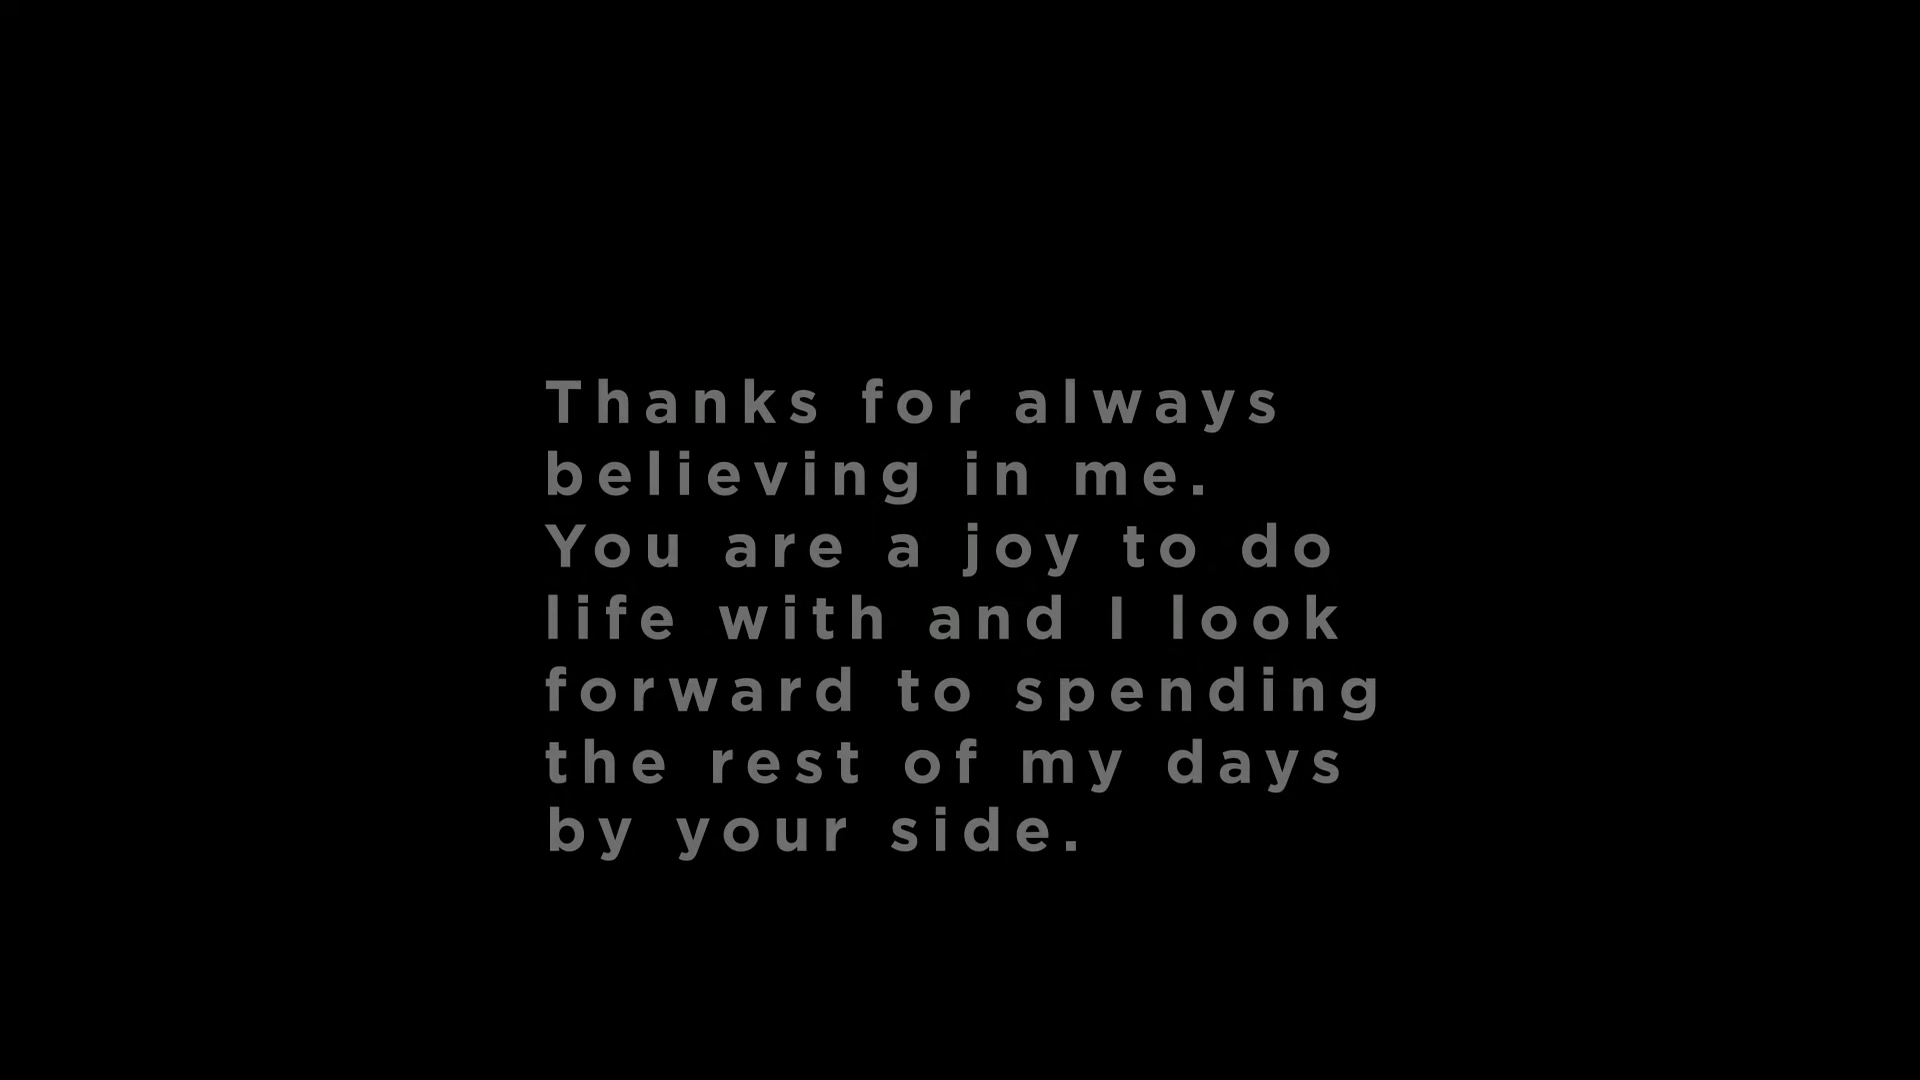 Thanks for always
believing in me.
You are a joy to do
life with and I look
forward to spending
the rest of my days
by your side.